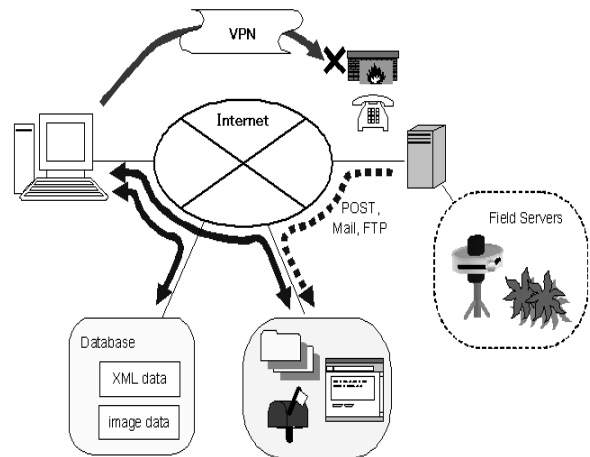 VPN
Internet
POST,
Mail, FTP
Field Servers
Database
XML data
image data